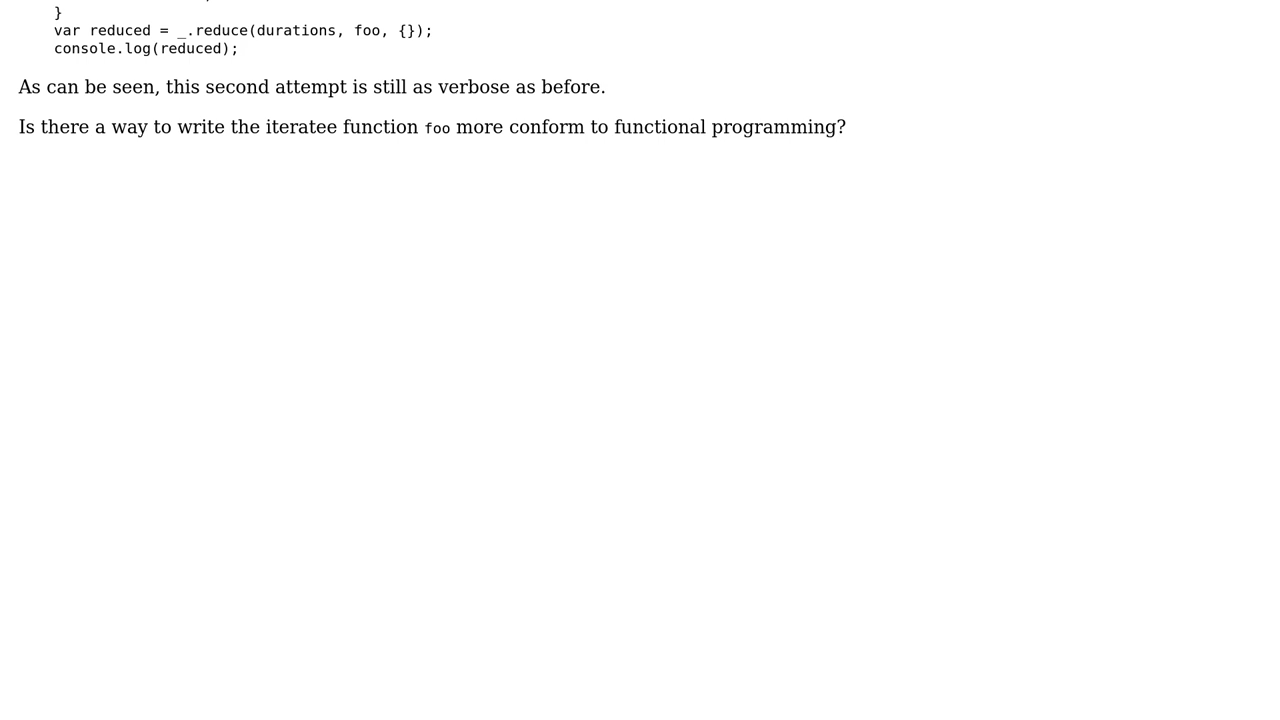 }
var reduced = _.reduce(durations, foo, {});
console.log(reduced);
As can be seen, this second attempt is still as verbose as before.
Is there a way to write the iteratee function foo more conform to functional programming?